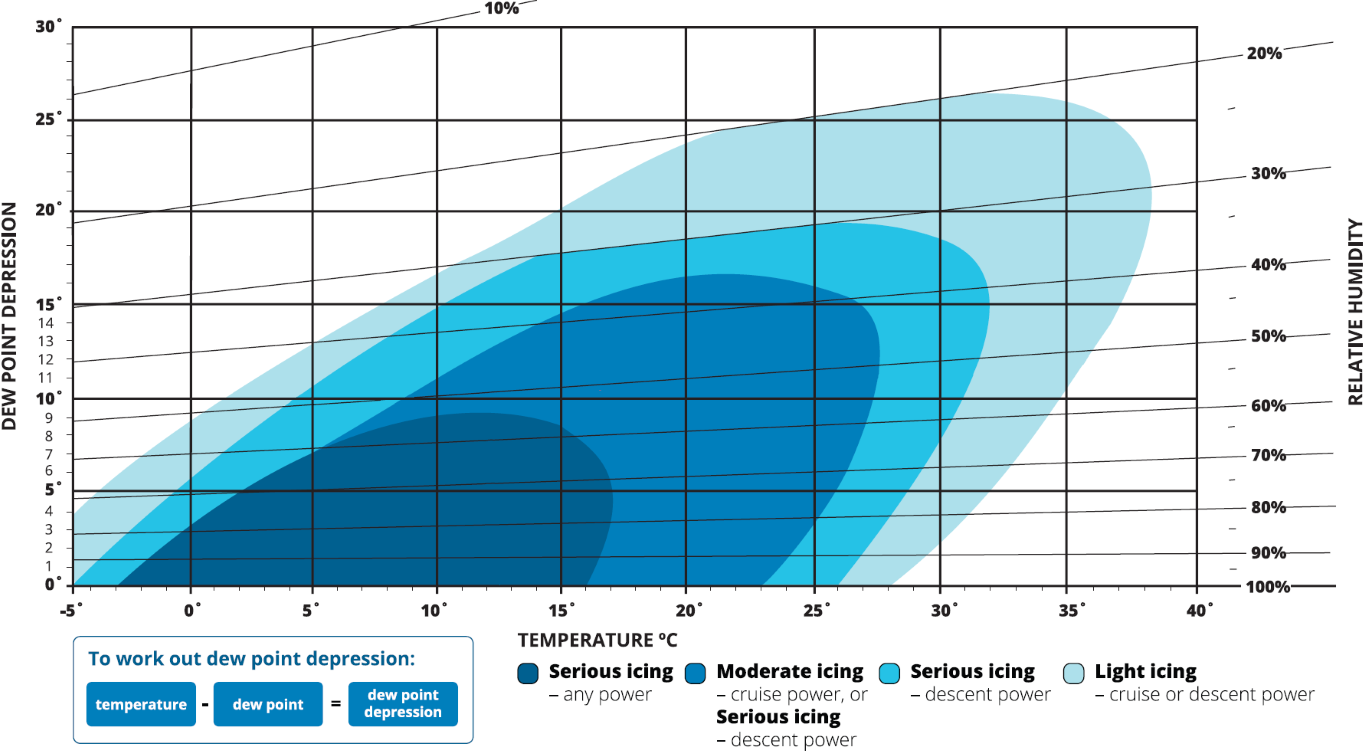 10%
30°
20%
25°
30%
20°
40%
15°
14
13
50%
12
11
10°
60%
9
8
7
70%
6
5°
4
80%
3
2
90%
1
0°
100%
-5° 0° 5° 10° 15° 20° 25° 30° 35° 40°
DEW POINT DEPRESSION
RELATIVE HUMIDITY
TEMPERATURE ºC
To work out dew point depression:
temperature - dew point = dew point
depression
Serious icing
– any power
Moderate icing
– cruise power, or
Serious icing
– descent power
Serious icing
– descent power
Light icing
– cruise or descent power